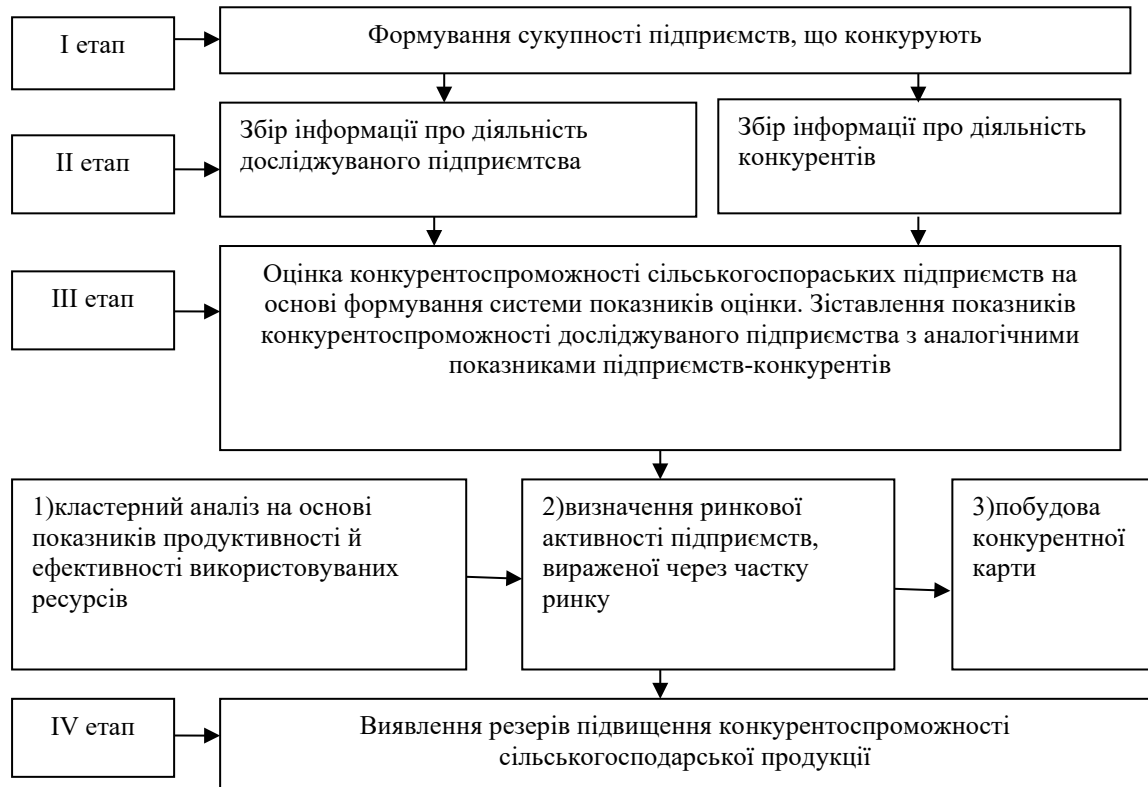 І етап
Формування сукупності підприємств, що конкурують
ІІ етап
Збір інформації про діяльність
досліджуваного підприємтсва
Збір інформації про діяльність
конкурентів
ІІІ етап
Оцінка конкурентоспроможності сільськогоспораських підприємств на
основі формування системи показників оцінки. Зіставлення показників
конкурентоспроможності досліджуваного підприємства з аналогічними
показниками підприємств-конкурентів
1)кластерний аналіз на основі
показників продуктивності й
ефективності використовуваних
ресурсів
2)визначення ринкової
активності підприємств,
вираженої через частку
ринку
3)побудова
конкурентної
карти
IV етап
Виявлення резерів підвищення конкурентоспроможності
сільськогосподарської продукції